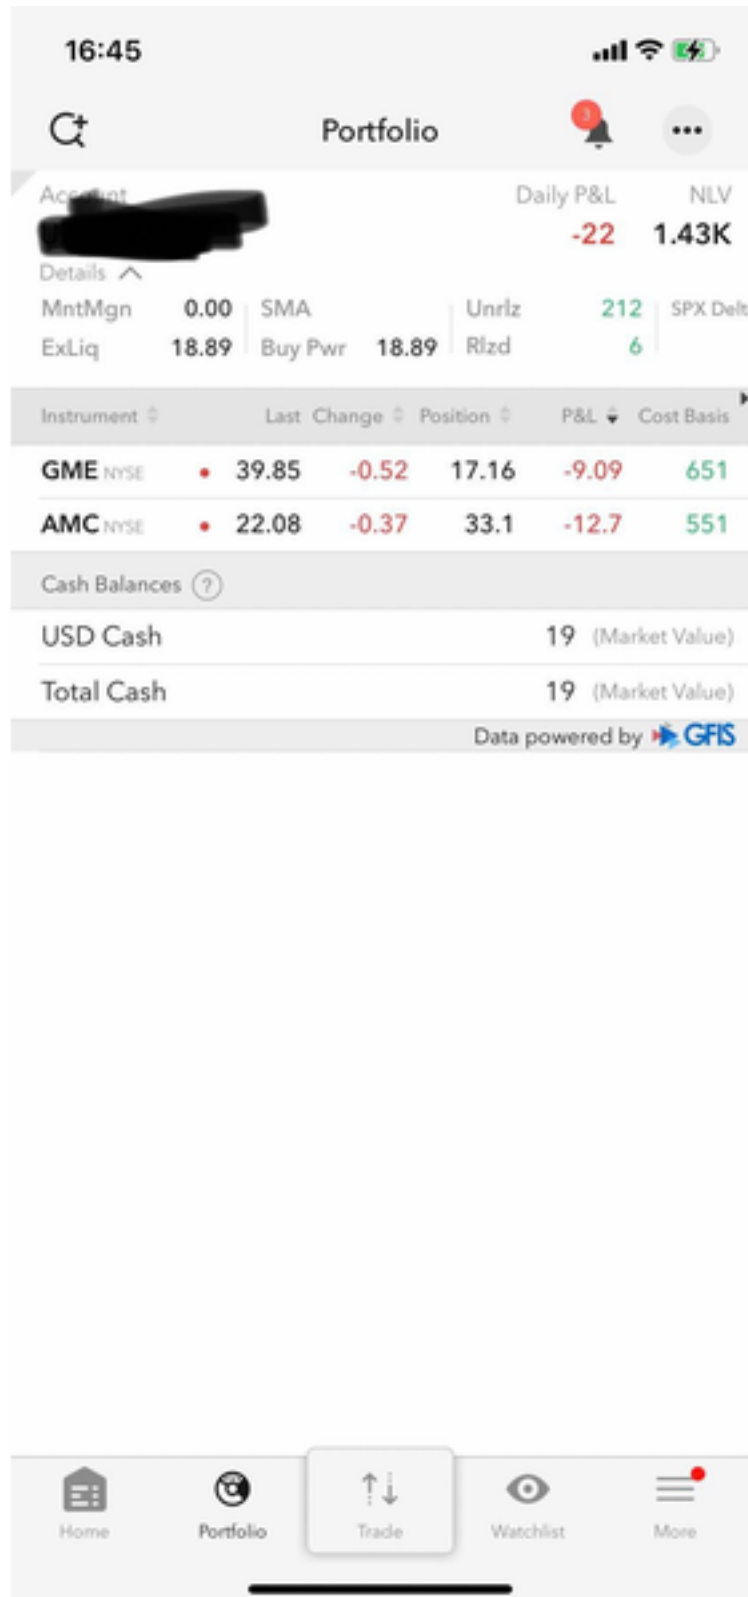 16:45
Portfolio
3
Account
Daily P&L NLV
-22 1.43K
Details
MntMgn 0.00 SMA Unrlz 212 SPX Delt
ExLiq 18.89 Buy Pwr 18.89 Rlzd 6
Instrument Last Change Position P&L Cost Basis
GME NYSE 39.85 -0.52 17.16 -9.09 651
AMC NYSE 22.08 -0.37 33.1 -12.7 551
Cash Balances ?
USD Cash 19 (Market Value)
Total Cash 19 (Market Value)
Data powered by GFIS
Home Portfolio Trade Watchlist More